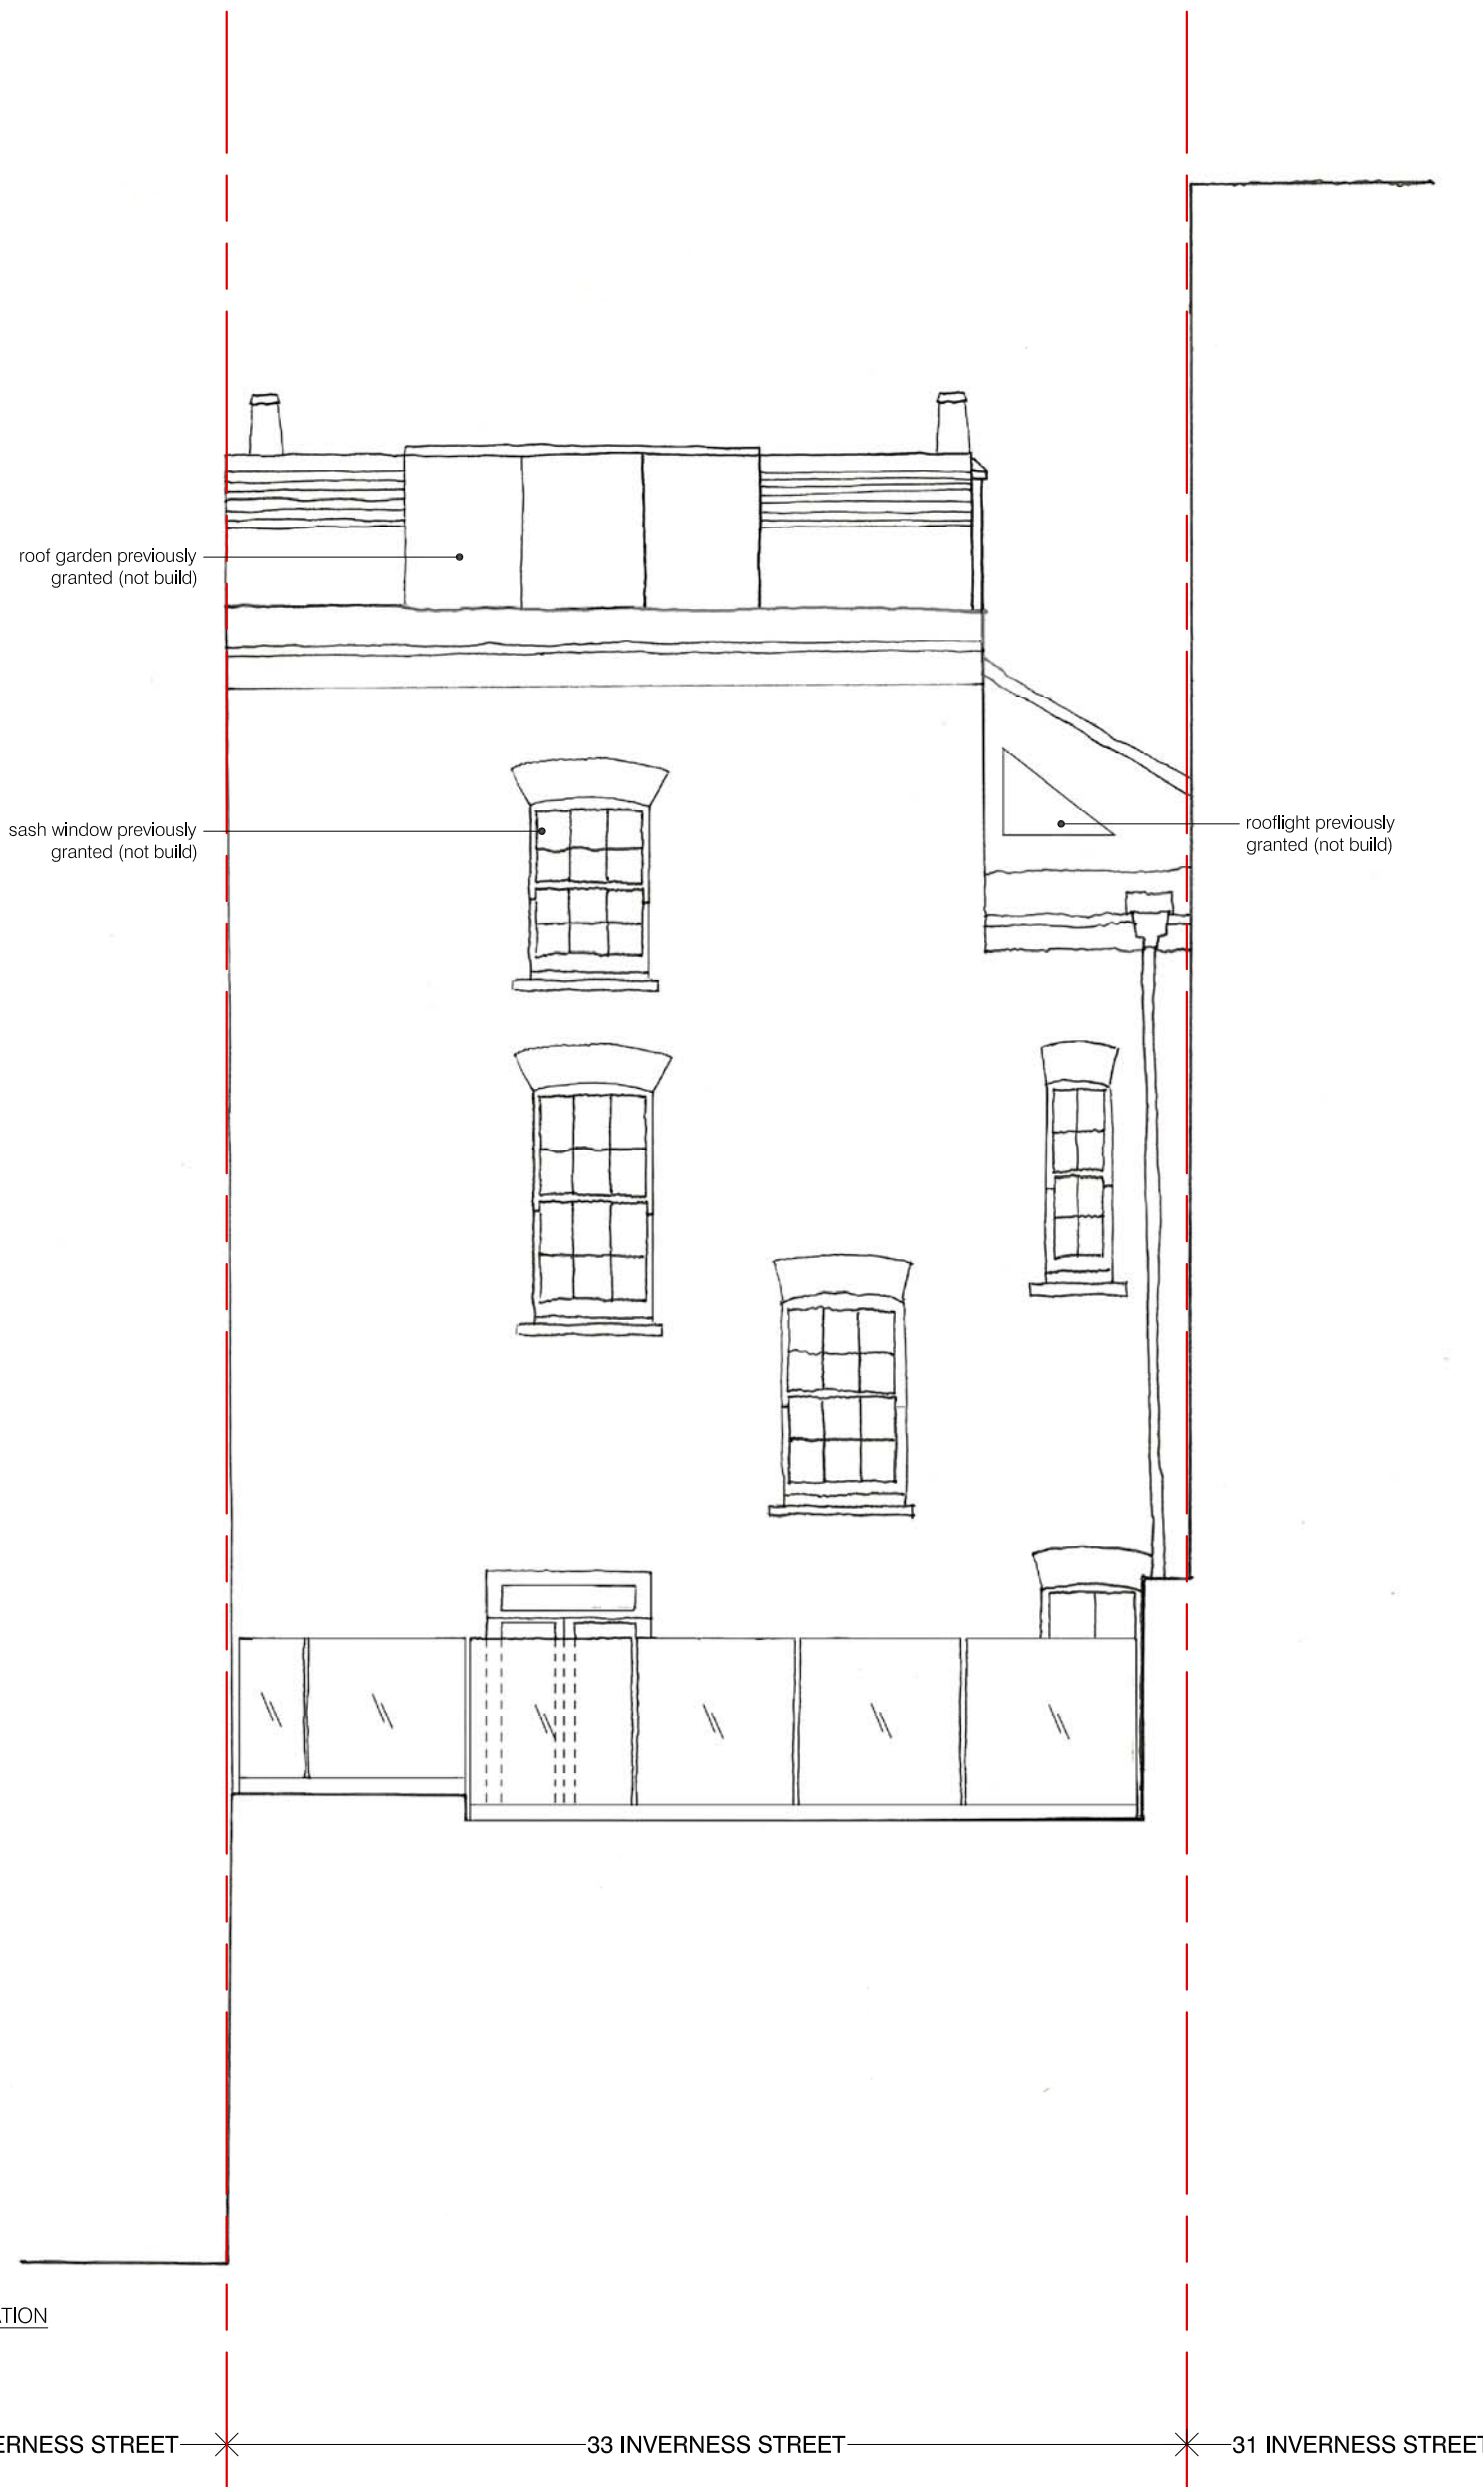 roof garden previously
granted (not build)
sash window previously
granted (not build)
rooflight previously
granted (not build)
ATION
ERNESS STREET
33 INVERNESS STREET
31 INVERNESS STREET